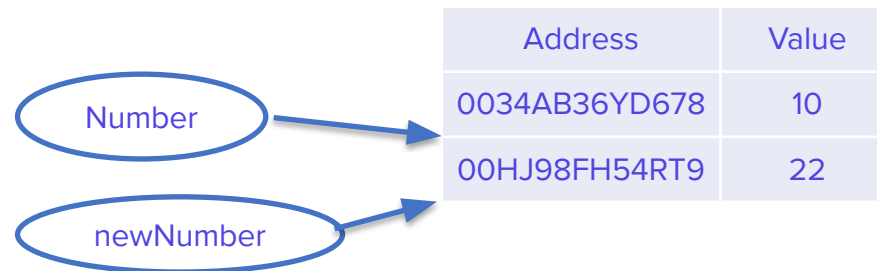 Address Value
Number
0034AB36YD678 10
00HJ98FH54RT9 22
newNumber